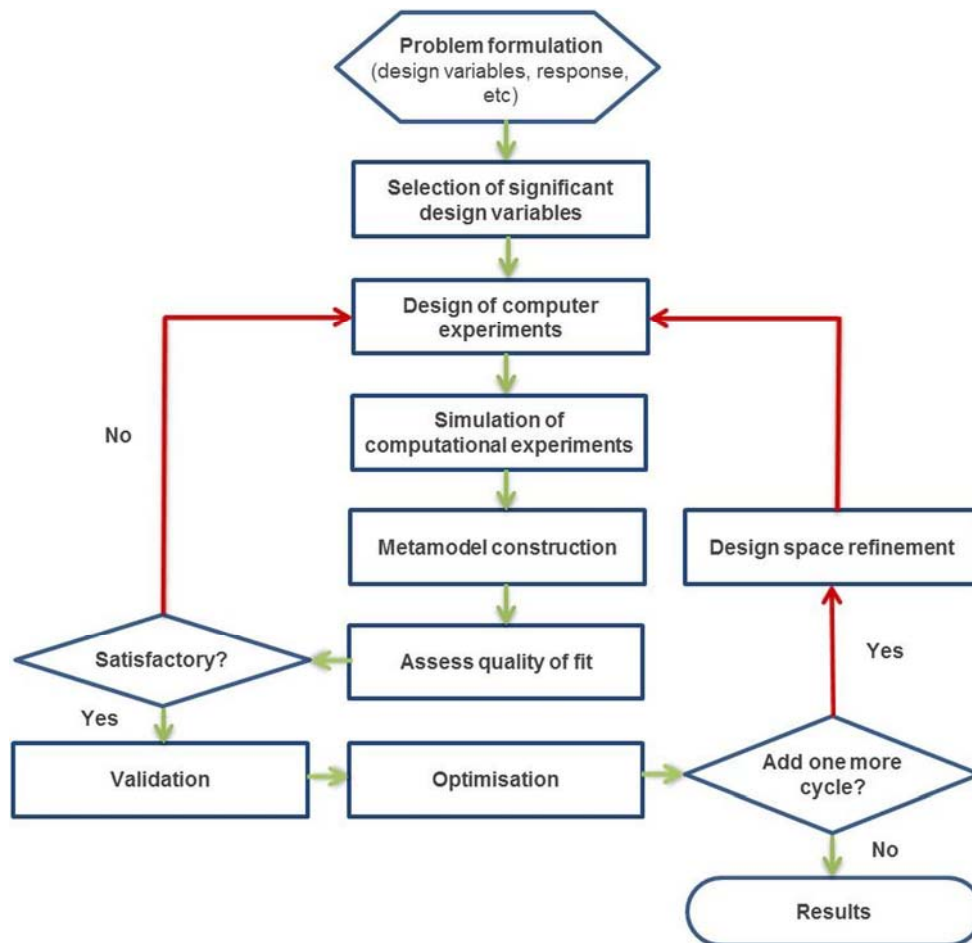 Problem formulation
(design variables, response,
etc)
Selection of significant
design variables
Design of computer
experiments
Simulation of
computational experiments
No
Metamodel construction
Design space refinement
Satisfactory?
Assess quality of fit
Yes
Yes
Validation
Optimisation
Add one more
cycle?
No
Results